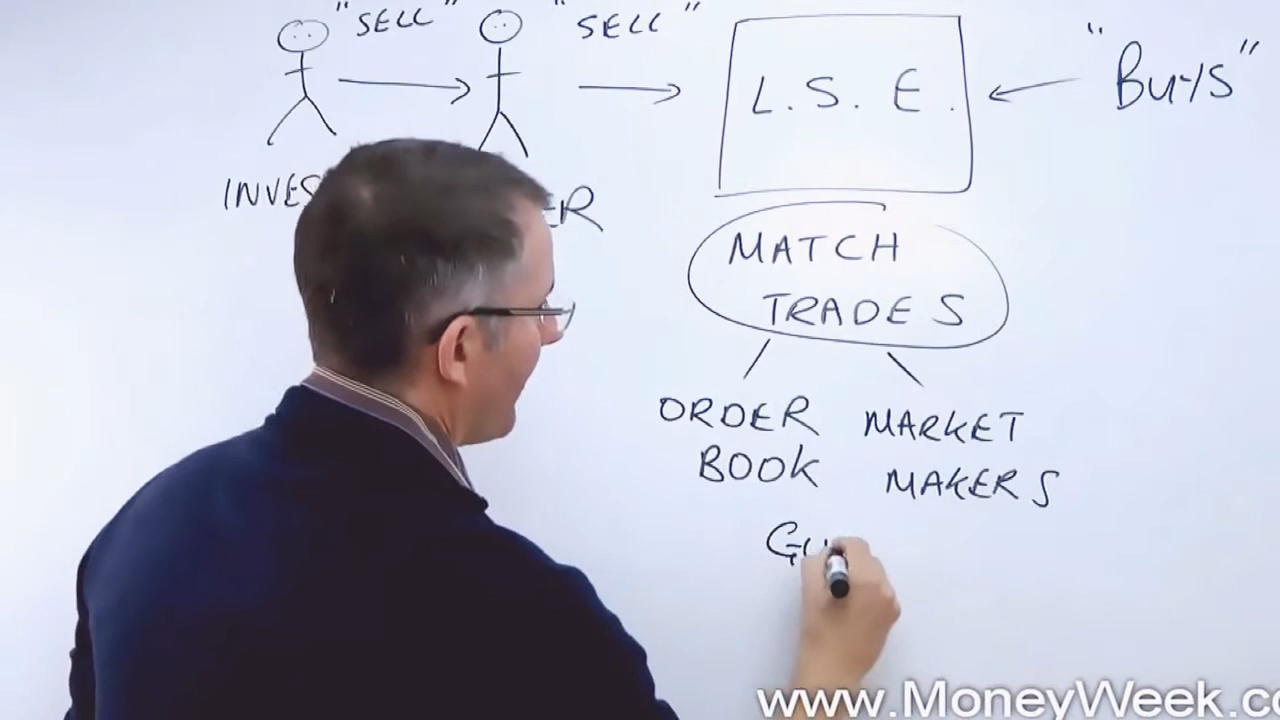 "SELL" "SELL"
L. S. E. "BUYS"
INVES ER
MATCH
TRADES
ORDER MARKET
BOOK MAKERS
www.MoneyWeek.co